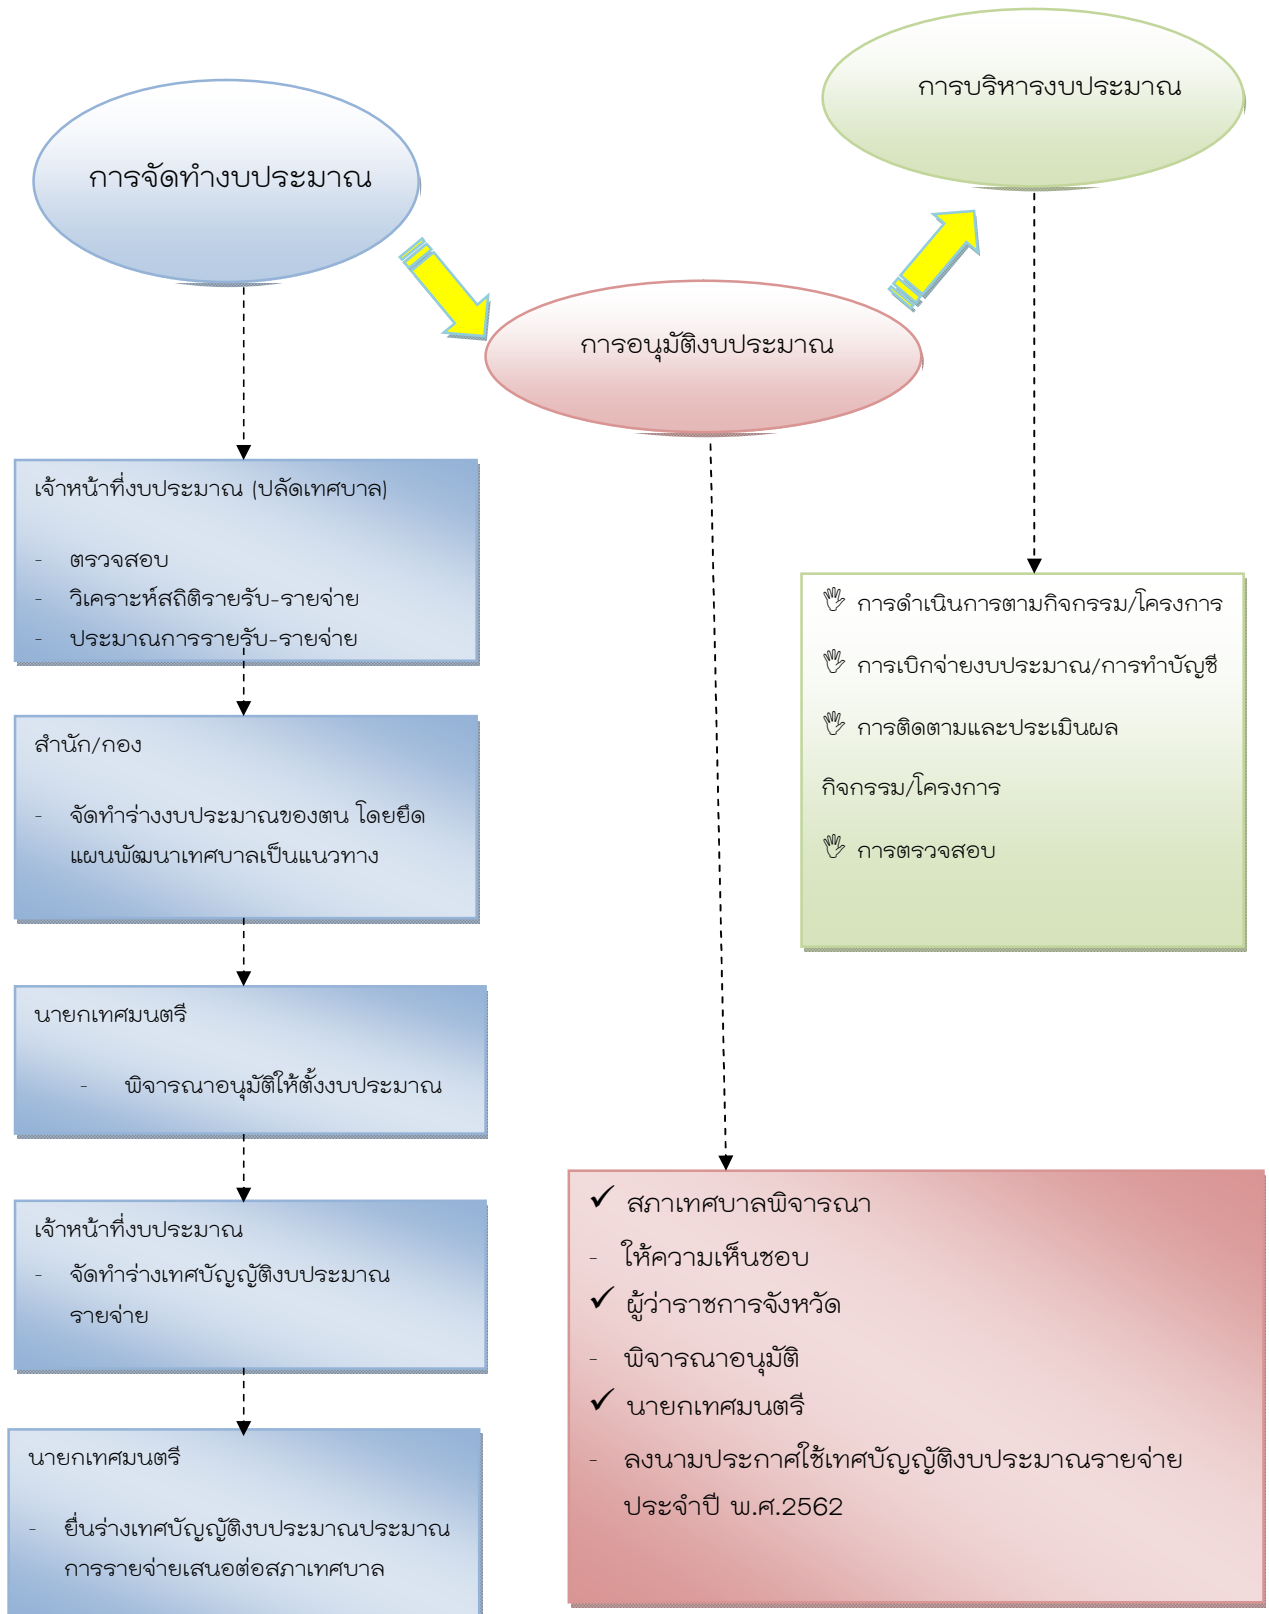 การบริหารงบประมาณ
การจัดทำงบประมาณ
การอนุมัติงบประมาณ
เจ้าหน้าที่งบประมาณ (ปลัดเทศบาล)
- ตรวจสอบ
- วิเคราะห์สถิติรายรับ-รายจ่าย
- ประมาณการรายรับ-รายจ่าย
สำนัก/กอง
- จัดทำร่างงบประมาณของตน โดยยึด
แผนพัฒนาเทศบาลเป็นแนวทาง
นายกเทศมนตรี
- พิจารณาอนุมัติให้ตั้งงบประมาณ
เจ้าหน้าที่งบประมาณ
- จัดทำร่างเทศบัญญัติงบประมาณ
รายจ่าย
นายกเทศมนตรี
- ยื่นร่างเทศบัญญัติงบประมาณประมาณ
การรายจ่ายเสนอต่อสภาเทศบาล
✓ สภาเทศบาลพิจารณา
- ให้ความเห็นชอบ
✓ ผู้ว่าราชการจังหวัด
- พิจารณาอนุมัติ
✓ นายกเทศมนตรี
- ลงนามประกาศใช้เทศบัญญัติงบประมาณรายจ่าย
ประจำปี พ.ศ.2562
🖑 การดำเนินการตามกิจกรรม/โครงการ
🖑 การเบิกจ่ายงบประมาณ/การทำบัญชี
🖑 การติดตามและประเมินผล
กิจกรรม/โครงการ
🖑 การตรวจสอบ